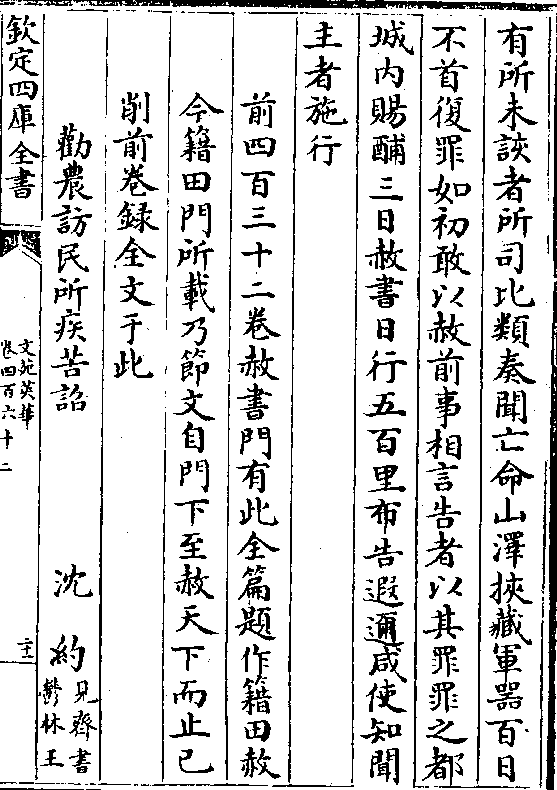 有所未該者所司比類奏聞亡命山澤挾藏軍器百日
不首復罪如初敢以赦前事相言告者以其罪罪之都
城内賜酺三日赦書日行五百里布告遐邇咸使知聞
主者施行
前四百三十二卷赦書門有此全篇題作籍田赦
今籍田門所載乃節文自門下至赦天下而止已
削前卷録全文于此
勸農訪民所疾苦詔
沈約
見齊書
鬱林王
欽定四庫全書
文苑英華
卷四百六十二